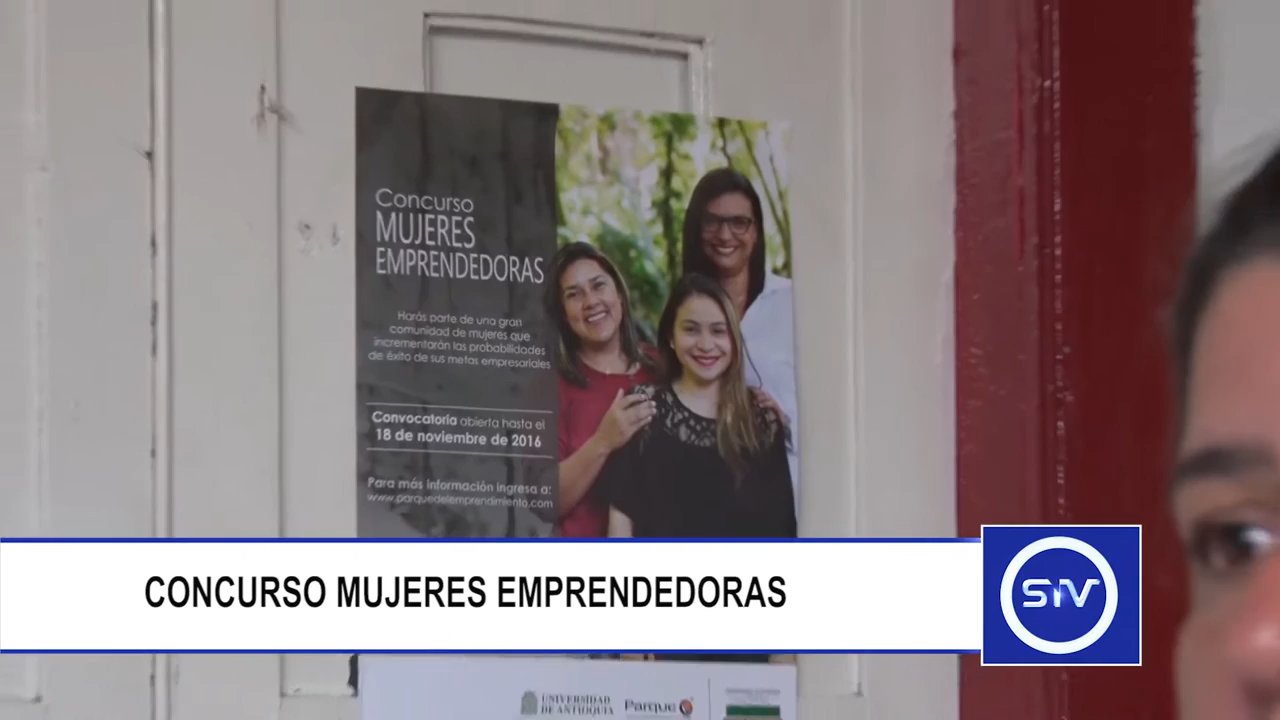 Concurso
MUJERES
EMPRENDEDORAS
Harás parte de una gran
comunidad de mujeres que
incrementarán las probabilidades
de éxito de sus metas empresariales
Convocatoria abierta hasta el
18 de noviembre de 2016
Para más información ingresa a:
www.parquedelemprendimiento.com
CONCURSO MUJERES EMPRENDEDORAS
STV
UNIVERSIDAD
DE ANTIOQUIA
Parque